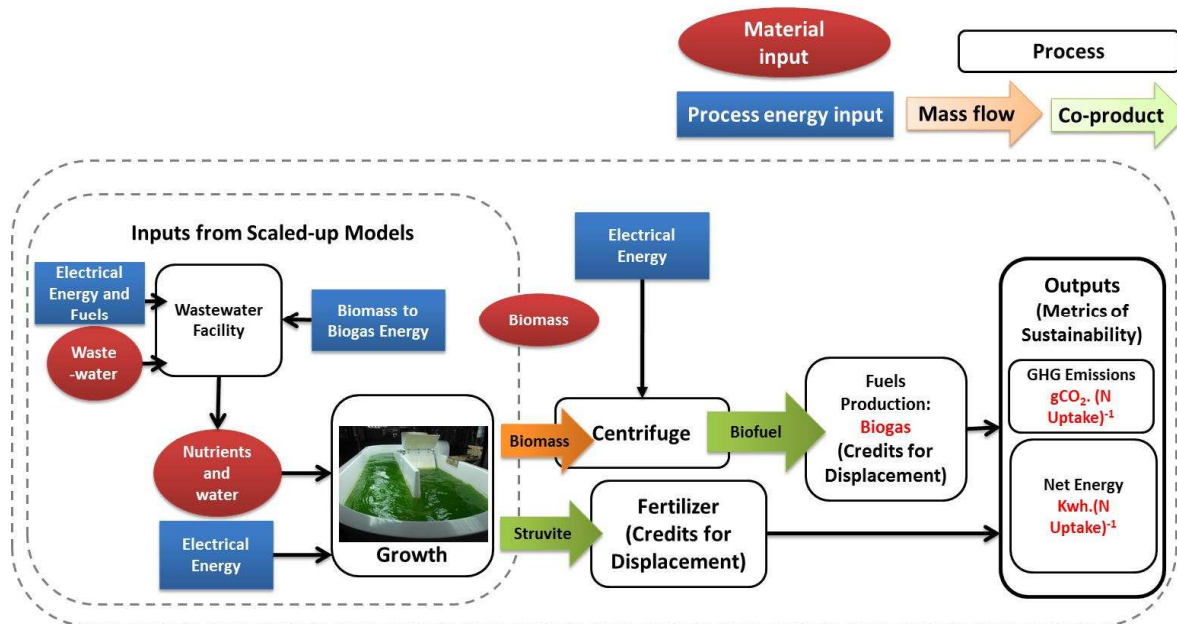 Material
input
Process
Process energy input
Mass flow
Co-product
Inputs from Scaled-up Models
Electrical
Energy and
Fuels
Wastewater
Facility
Biomass to
Biogas Energy
Waste
-water
Nutrients
and
water
Electrical
Energy
Growth
Biomass
Electrical
Energy
Biomass
Centrifuge
Biofuel
Fuels
Production:
Biogas
(Credits for
Displacement)
Struvite
Fertilizer
(Credits for
Displacement)
Outputs
(Metrics of
Sustainability)
GHG Emissions
gCO₂. (N
Uptake)⁻¹
Net Energy
Kwh.(N
Uptake)⁻¹